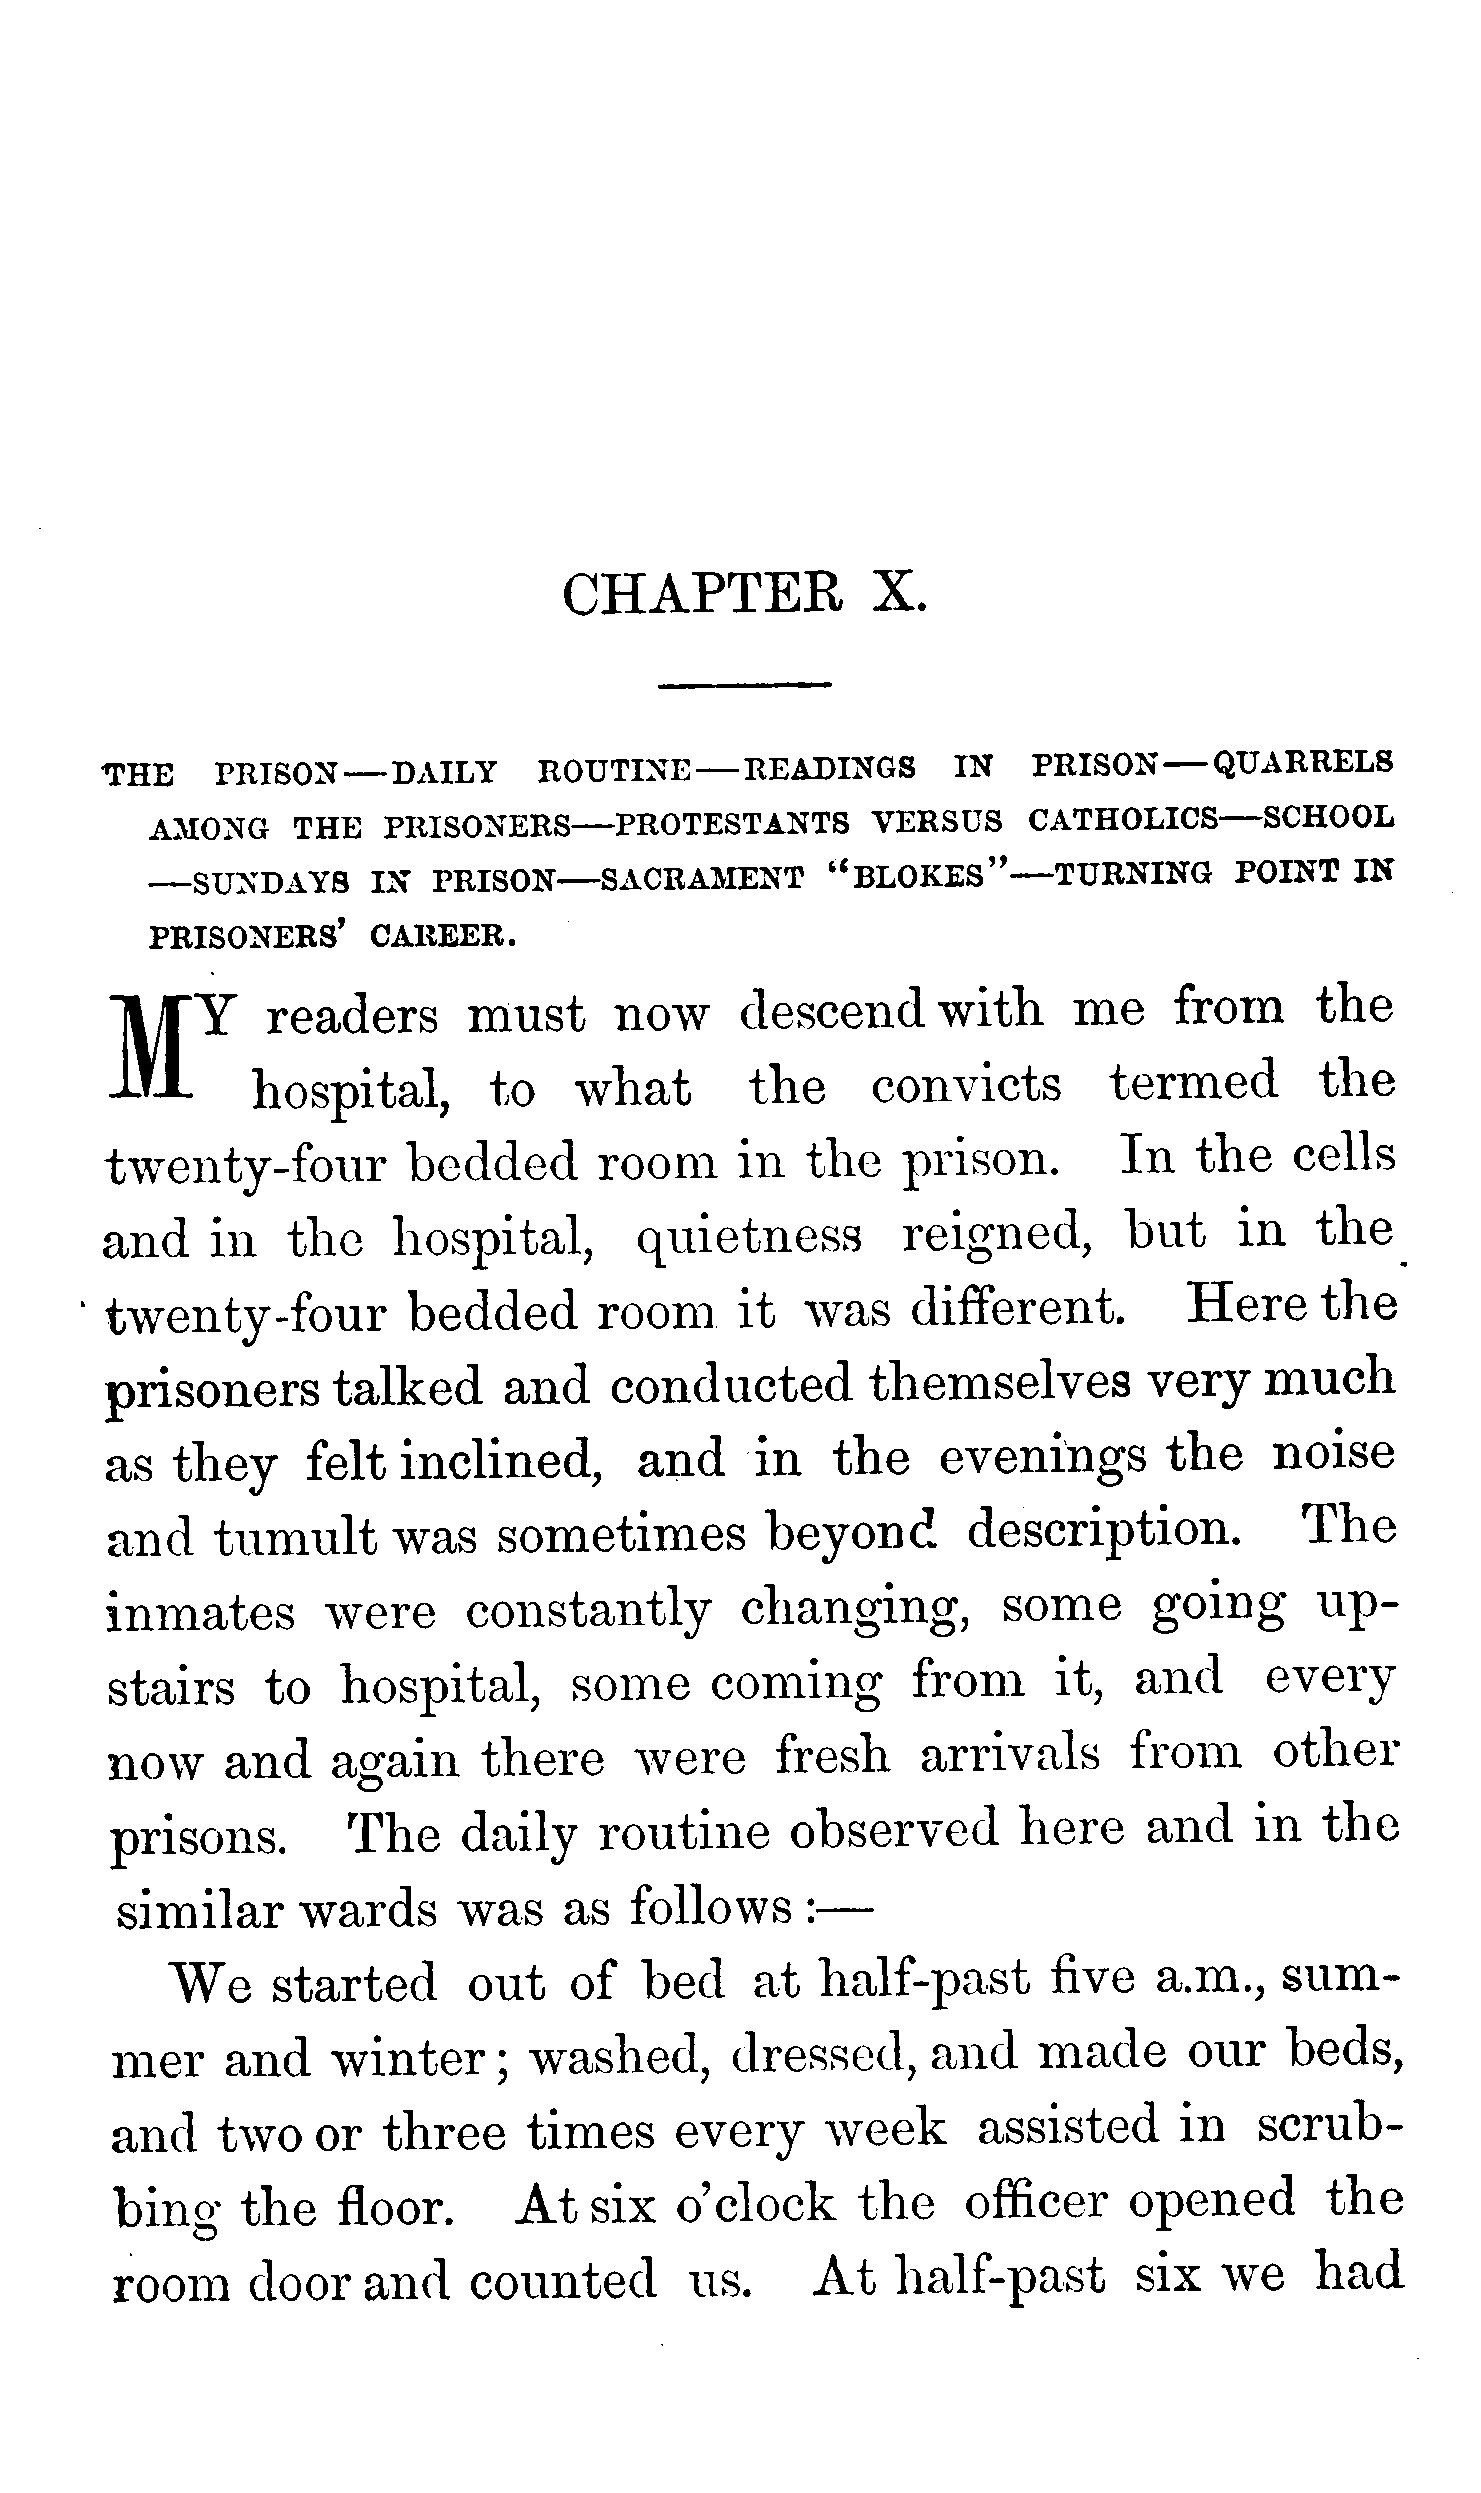 CHAPTER X.
THE PRISON—DAILY ROUTINE—READINGS IN PRISON—QUARRELS
AMONG THE PRISONERS—PROTESTANTS VERSUS CATHOLICS—SCHOOL
—SUNDAYS IN PRISON—SACRAMENT “BLOKES”—TURNING POINT IN
PRISONERS’ CAREER.
MY readers must now descend with me from the
hospital, to what the convicts termed the
twenty-four bedded room in the prison. In the cells
and in the hospital, quietness reigned, but in the
twenty-four bedded room it was different. Here the
prisoners talked and conducted themselves very much
as they felt inclined, and in the evenings the noise
and tumult was sometimes beyond description. The
inmates were constantly changing, some going up-
stairs to hospital, some coming from it, and every
now and again there were fresh arrivals from other
prisons. The daily routine observed here and in the
similar wards was as follows :—
We started out of bed at half-past five a.m., sum-
mer and winter; washed, dressed, and made our beds,
and two or three times every week assisted in scrub-
bing the floor. At six o’clock the officer opened the
room door and counted us. At half-past six we had